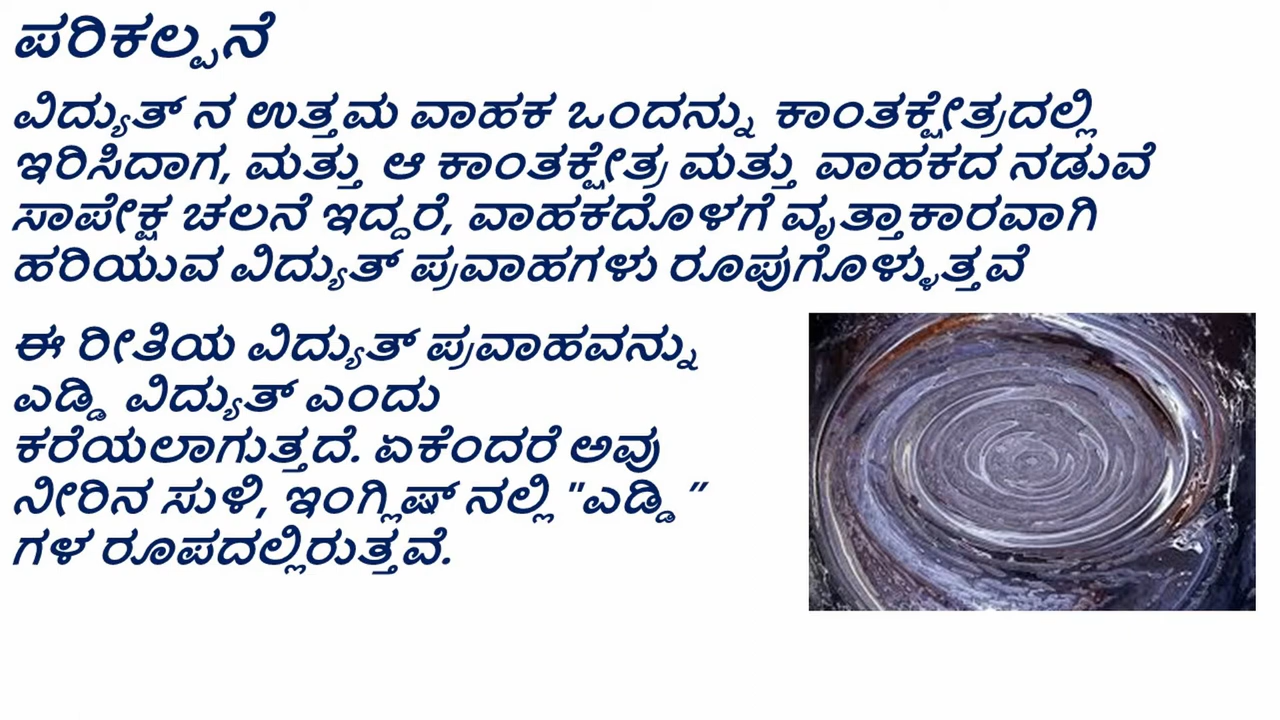 ಪರಿಕಲ್ಪನೆ
ವಿದ್ಯುತ್ ನ ಉತ್ತಮ ವಾಹಕ ಒಂದನ್ನು ಕಾಂತಕ್ಷೇತ್ರದಲ್ಲಿ
ಇರಿಸಿದಾಗ, ಮತ್ತು ಆ ಕಾಂತಕ್ಷೇತ್ರ ಮತ್ತು ವಾಹಕದ ನಡುವೆ
ಸಾಪೇಕ್ಷ ಚಲನೆ ಇದ್ದರೆ, ವಾಹಕದೊಳಗೆ ವೃತ್ತಾಕಾರವಾಗಿ
ಹರಿಯುವ ವಿದ್ಯುತ್ ಪ್ರವಾಹಗಳು ರೂಪುಗೊಳ್ಳುತ್ತವೆ
ಈ ರೀತಿಯ ವಿದ್ಯುತ್ ಪ್ರವಾಹವನ್ನು
ಎಡ್ಡಿ ವಿದ್ಯುತ್ ಎಂದು
ಕರೆಯಲಾಗುತ್ತದೆ. ಏಕೆಂದರೆ ಅವು
ನೀರಿನ ಸುಳಿ, ಇಂಗ್ಲಿಷ್ ನಲ್ಲಿ "ಎಡ್ಡಿ ”
ಗಳ ರೂಪದಲ್ಲಿರುತ್ತವೆ.